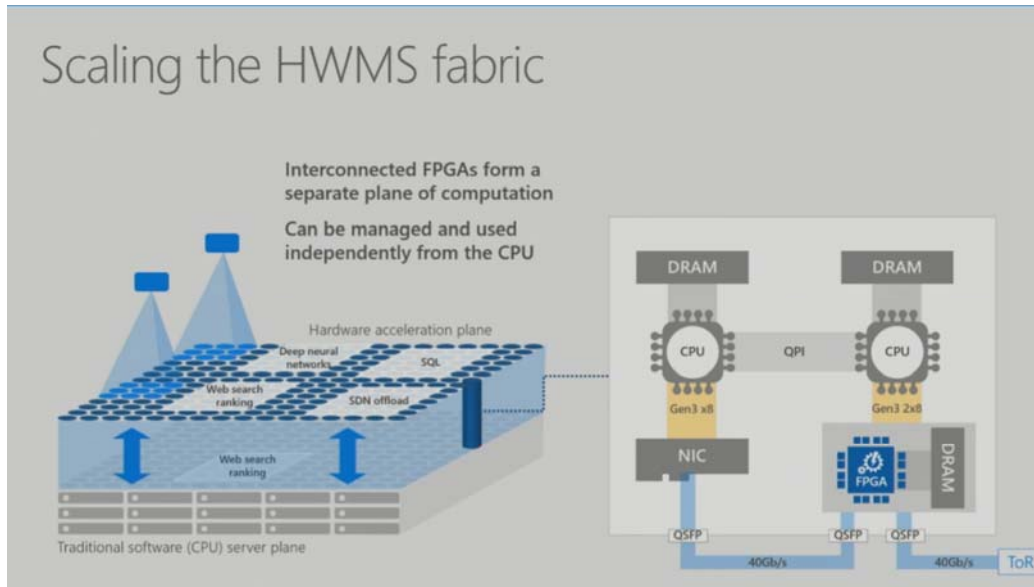 Scaling the HWMS fabric
Interconnected FPGAs form a
separate plane of computation
Can be managed and used
independently from the CPU
Hardware acceleration plane
Deep neural
networks
SQL
Web search
ranking
SDN offload
Web search
ranking
Traditional software (CPU) server plane
DRAM
DRAM
CPU
QPI
CPU
Gen3 x8
Gen3 2x8
NIC
FPGA
DRAM
QSFP
QSFP
QSFP
40Gb/s
40Gb/s
ToR